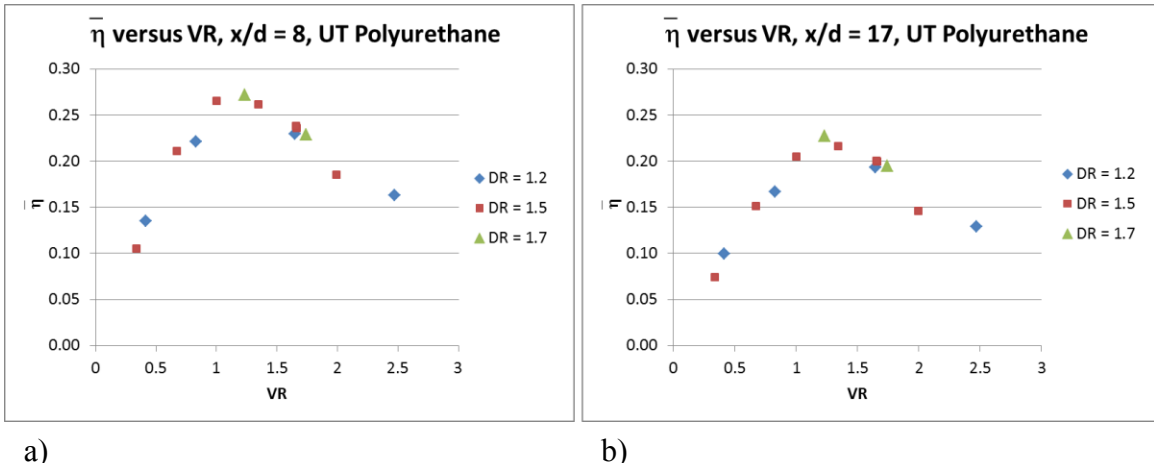 η̅ versus VR, x/d = 8, UT Polyurethane
0.30
0.25
0.20
0.15
0.10
0.05
0.00
η̅
0
0.5
1
1.5
2
2.5
3
VR
DR = 1.2
DR = 1.5
DR = 1.7
a)
η̅ versus VR, x/d = 17, UT Polyurethane
0.30
0.25
0.20
0.15
0.10
0.05
0.00
η̅
0
0.5
1
1.5
2
2.5
3
VR
DR = 1.2
DR = 1.5
DR = 1.7
b)